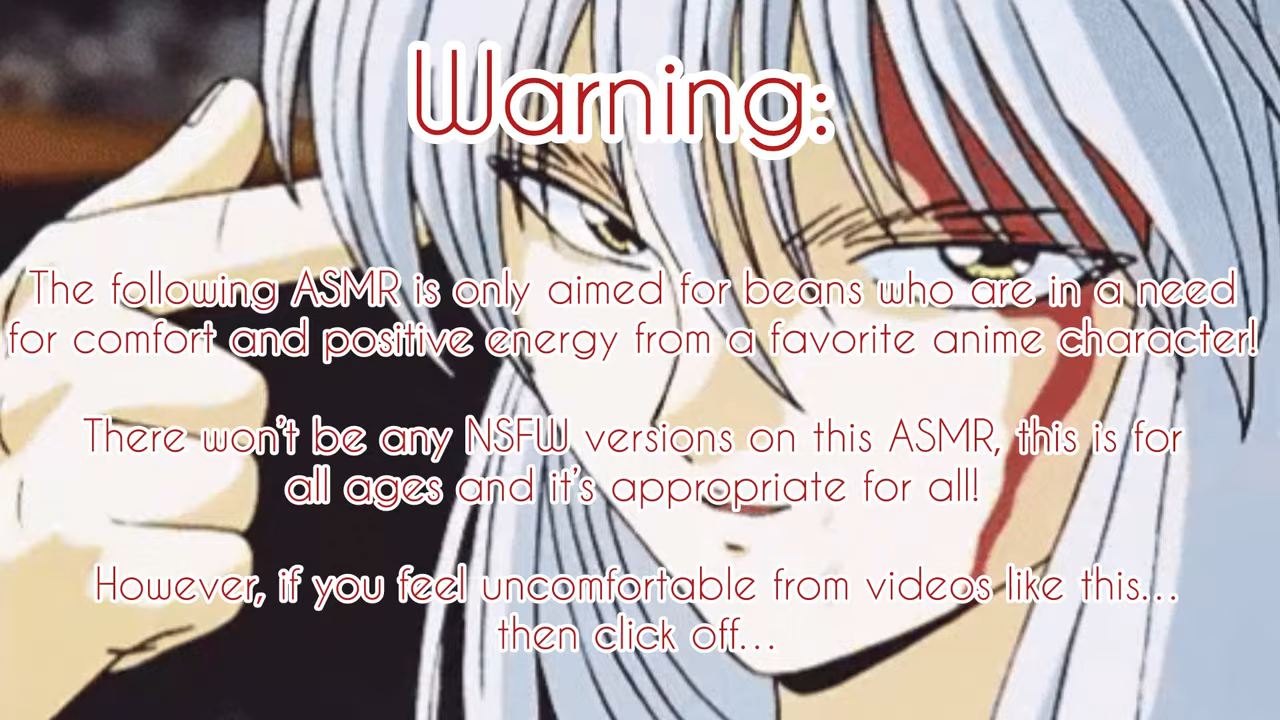 Warning:
The following ASMR is only aimed for beans who are in a need
for comfort and positive energy from a favorite anime character!
There won't be any NSFW versions on this ASMR, this is for
all ages and it's appropriate for all!
However, if you feel uncomfortable from videos like this...
then click off...